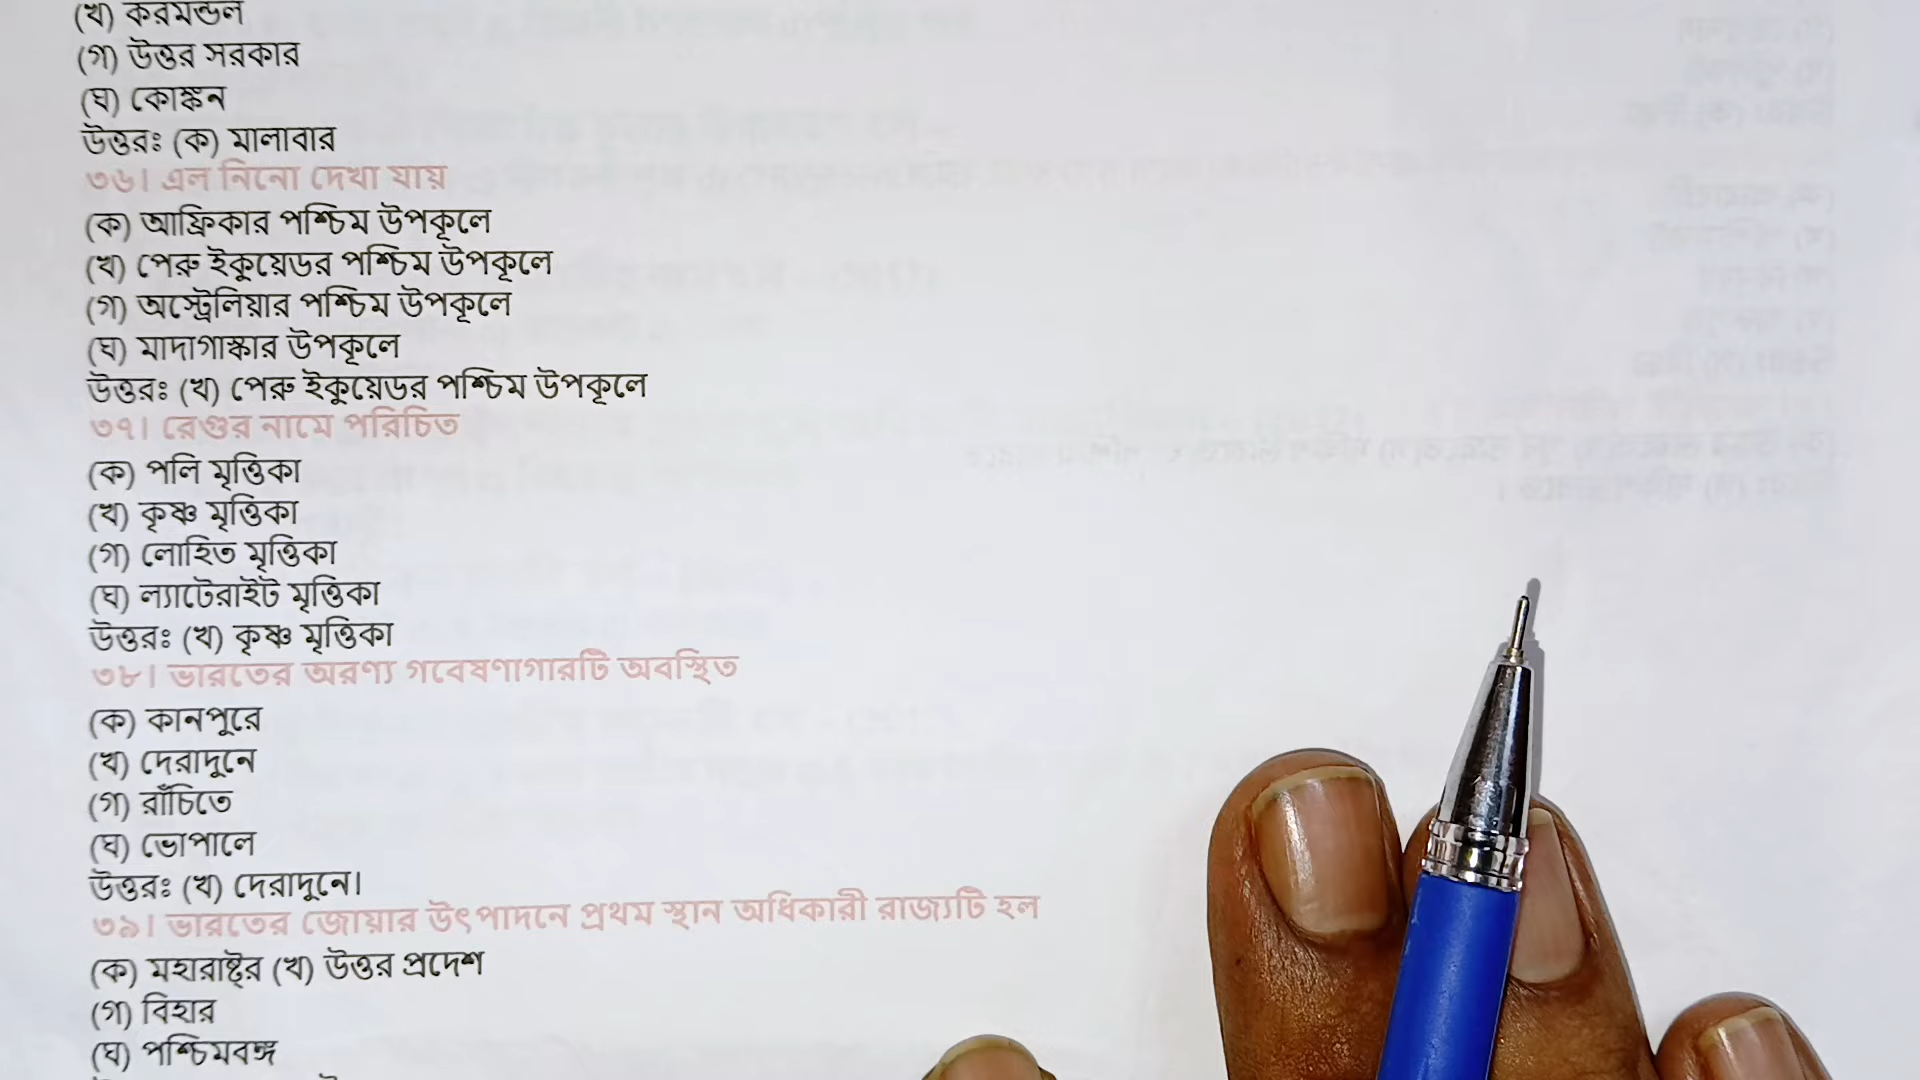 (খ) করমন্ডল
(গ) উত্তর সরকার
(ঘ) কোঙ্কন
উত্তরঃ (ক) মালাবার
৩৬। এল নিনো দেখা যায়
(ক) আফ্রিকার পশ্চিম উপকূলে
(খ) পেরু ইকুয়েডর পশ্চিম উপকূলে
(গ) অস্ট্রেলিয়ার পশ্চিম উপকূলে
(ঘ) মাদাগাস্কার উপকূলে
উত্তরঃ (খ) পেরু ইকুয়েডর পশ্চিম উপকূলে
৩৭। রেগুর নামে পরিচিত
(ক) পলি মৃত্তিকা
(খ) কৃষ্ণ মৃত্তিকা
(গ) লোহিত মৃত্তিকা
(ঘ) ল্যাটেরাইট মৃত্তিকা
উত্তরঃ (খ) কৃষ্ণ মৃত্তিকা
৩৮। ভারতের অরণ্য গবেষণাগারটি অবস্থিত
(ক) কানপুরে
(খ) দেরাদুনে
(গ) রাঁচিতে
(ঘ) ভোপালে
উত্তরঃ (খ) দেরাদুনে।
৩৯। ভারতের জোয়ার উৎপাদনে প্রথম স্থান অধিকারী রাজ্যটি হল
(ক) মহারাষ্ট্র (খ) উত্তর প্রদেশ
(গ) বিহার
(ঘ) পশ্চিমবঙ্গ